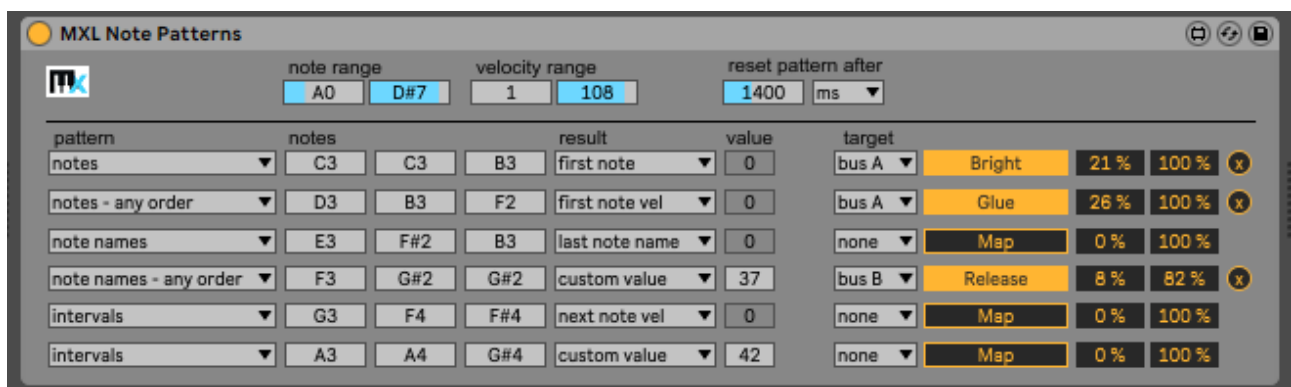 MXL Note Patterns
mx
note range velocity range reset pattern after
A0 D#7 1 108 1400 ms
pattern notes result value target
notes C3 C3 B3 first note 0 bus A Bright 21 % 100 % x
notes - any order D3 B3 F2 first note vel 0 bus A Glue 26 % 100 % x
note names E3 F#2 B3 last note name 0 none Map 0 % 100 %
note names - any order F3 G#2 G#2 custom value 37 bus B Release 8 % 82 % x
intervals G3 F4 F#4 next note vel 0 none Map 0 % 100 %
intervals A3 A4 G#4 custom value 42 none Map 0 % 100 %